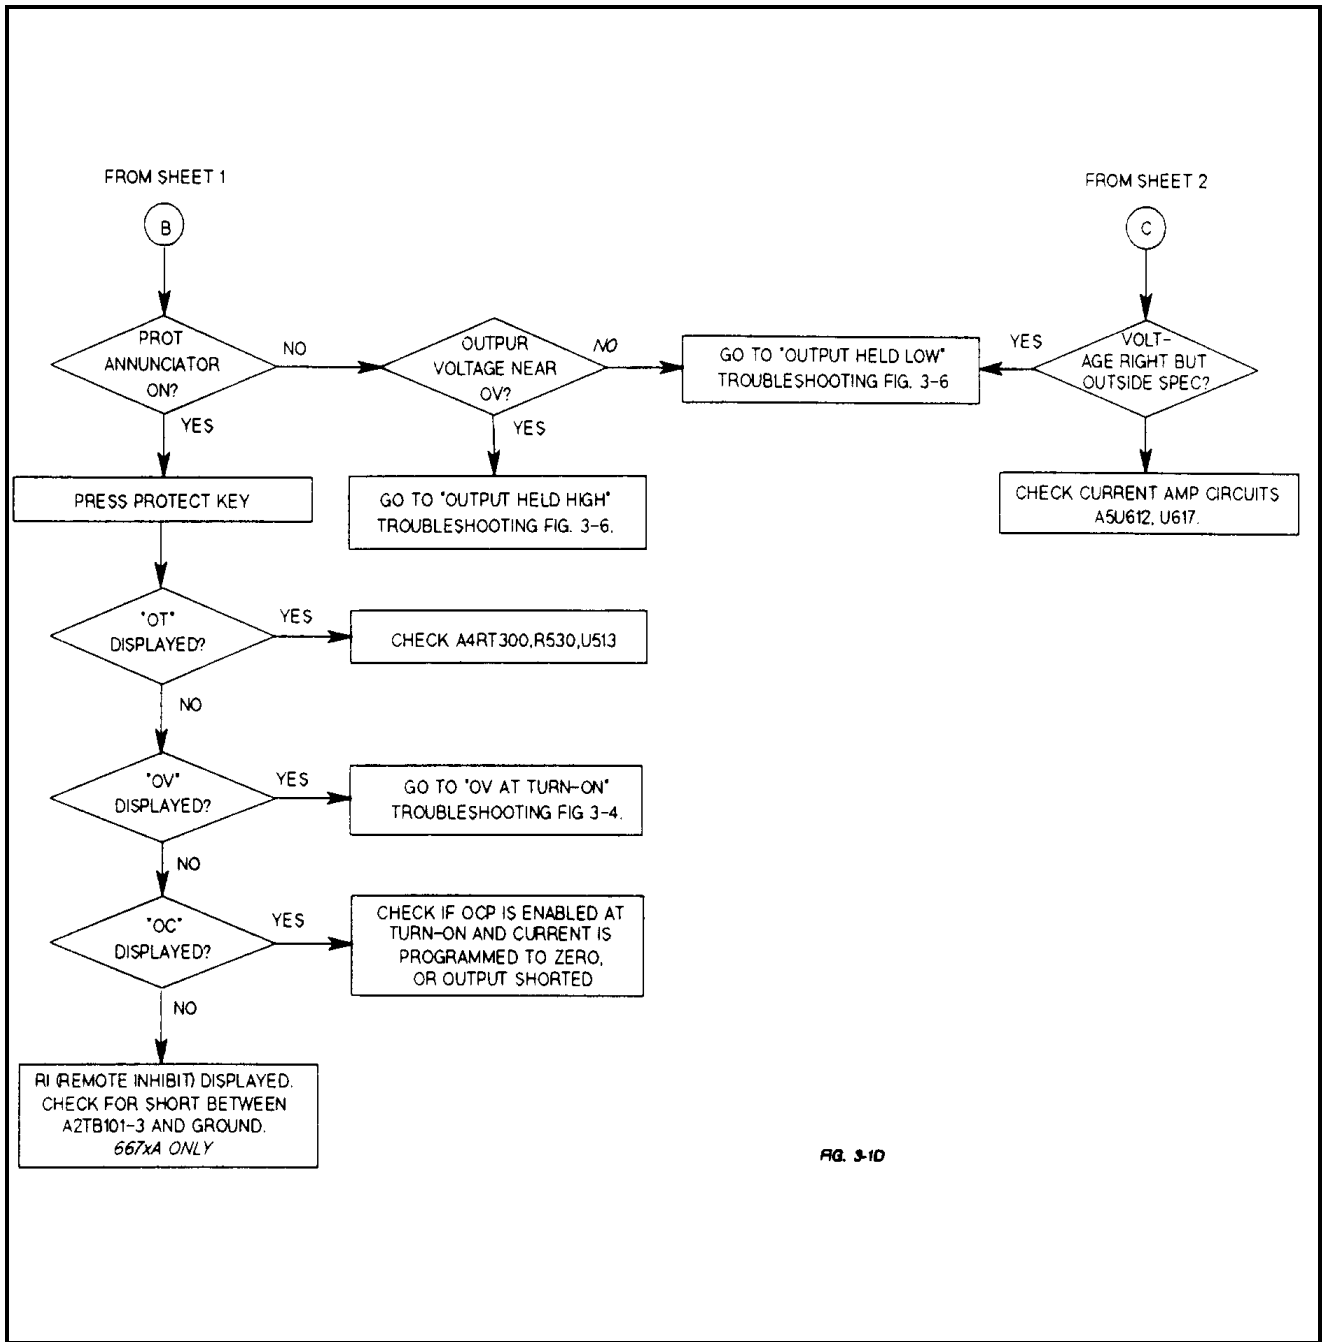 FROM SHEET 1
B
PROT
ANNUNCIATOR
ON?
NO
YES
OUTPUR
VOLTAGE NEAR
OV?
NO
YES
GO TO "OUTPUT HELD LOW"
TROUBLESHOOTING FIG. 3-6
FROM SHEET 2
C
VOLT-
AGE RIGHT BUT
OUTSIDE SPEC?
YES
CHECK CURRENT AMP CIRCUITS
A5U612, U617.
PRESS PROTECT KEY
GO TO "OUTPUT HELD HIGH"
TROUBLESHOOTING FIG. 3-6.
"OT"
DISPLAYED?
YES
CHECK A4RT300,R530,U513
NO
"OV"
DISPLAYED?
YES
GO TO "OV AT TURN-ON"
TROUBLESHOOTING FIG 3-4.
NO
"OC"
DISPLAYED?
YES
CHECK IF OCP IS ENABLED AT
TURN-ON AND CURRENT IS
PROGRAMMED TO ZERO,
OR OUTPUT SHORTED
NO
RI (REMOTE INHIBIT) DISPLAYED.
CHECK FOR SHORT BETWEEN
A2TB101-3 AND GROUND.
667xA ONLY
FIG. 3-1D